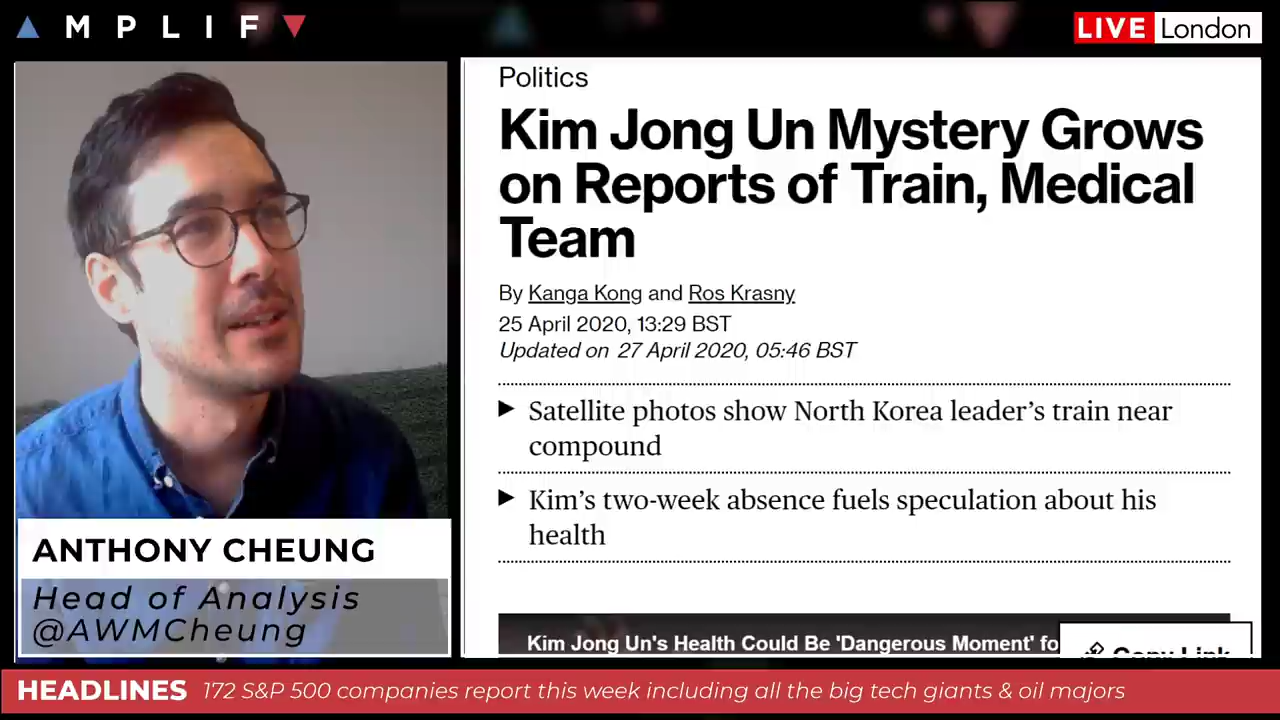 AMPLIFY
LIVE London
Politics
Kim Jong Un Mystery Grows
on Reports of Train, Medical
Team
By Kanga Kong and Ros Krasny
25 April 2020, 13:29 BST
Updated on 27 April 2020, 05:46 BST
Satellite photos show North Korea leader's train near
compound
Kim's two-week absence fuels speculation about his
health
Kim Jong Un's Health Could Be 'Dangerous Moment' fo
Copy Link
ANTHONY CHEUNG
Head of Analysis
@AWMCheung
HEADLINES 172 S&P 500 companies report this week including all the big tech giants & oil majors